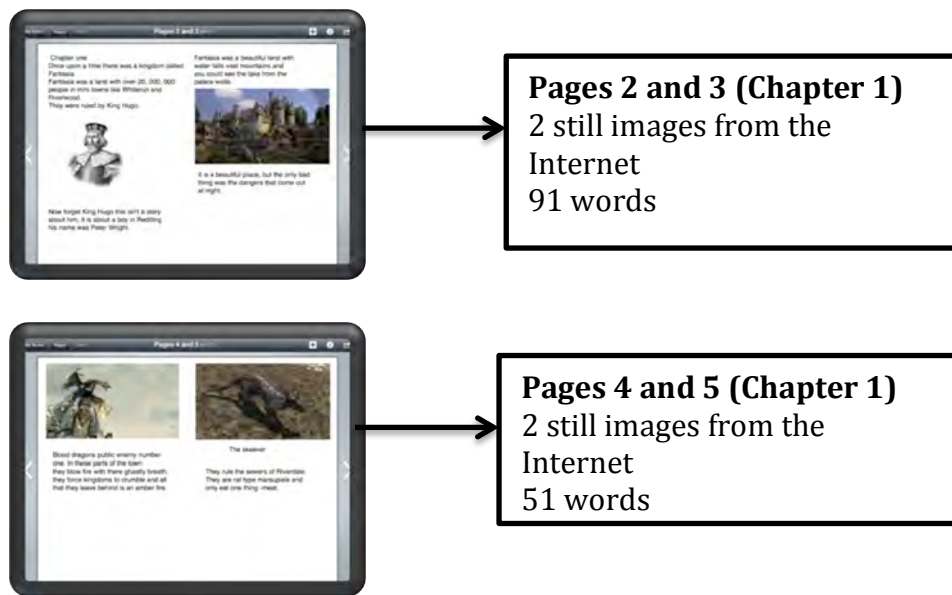 Pages 2 and 3
Chapter one
Once upon a time there was a kingdom called
Fantasia
Fantasia was a land with over 20, 000, 000
people in mini towns like Whiterun and
Riverwood.
They were ruled by King Hugo.
Now forget King Hugo this isn't a story
about him, it is about a boy in Redding
his name was Peter Wright.
Fantasia was a beautiful land with
water falls vast mountains and
you could see the lake from the
palace walls.
It is a beautiful place, but the only bad
thing was the dangers that come out
at night.
Pages 2 and 3 (Chapter 1)
2 still images from the
Internet
91 words
Pages 4 and 5
Blood dragons public enemy number
one. In these parts of the town
they blow fire with there ghastly breath.
they force kingdoms to crumble and all
that they leave behind is an amber fire.
The skeever
They rule the sewers of Riverdale
They are rat type marsupials and
only eat one thing -meat.
Pages 4 and 5 (Chapter 1)
2 still images from the
Internet
51 words